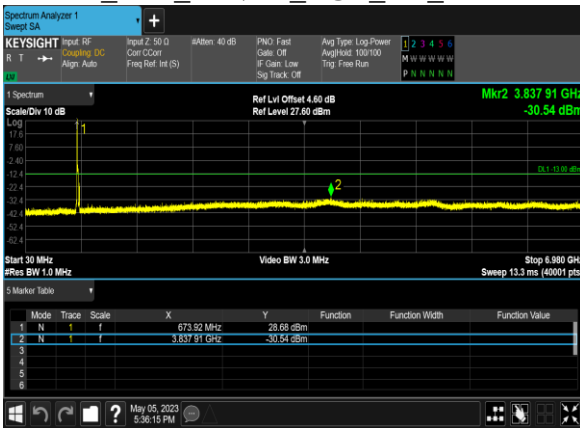 Spectrum Analyzer 1
Swept SA
KEYSIGHT Input: RF Input Z: 50 Ω #Atten: 40 dB PNO: Fast Avg Type: Log-Power 1 2 3 4 5 6
R T Coupling: DC Corr CCorr Gate: Off Avg|Hold: 100/100 M W W W W W
Align: Auto Freq Ref: Int (S) IF Gain: Low Trig: Free Run
LW Sig Track: Off P N N N N N
1 Spectrum Ref Lvl Offset 4.60 dB Mkr2 3.837 91 GHz
Scale/Div 10 dB Ref Level 27.60 dBm -30.54 dBm
Log
17.6
7.60
-2.40
-12.4
-22.4
-32.4
-42.4
-52.4
-62.4
1
DL1 -13.00 dBm
2
Start 30 MHz Video BW 3.0 MHz Stop 6.980 GHz
#Res BW 1.0 MHz Sweep 13.3 ms (40001 pts)
5 Marker Table
Mode Trace Scale X Y Function Function Width Function Value
1 N 1 f 673.92 MHz 28.68 dBm
2 N 1 f 3.837 91 GHz -30.54 dBm
3
4
5
6
? May 05, 2023
5:36:15 PM